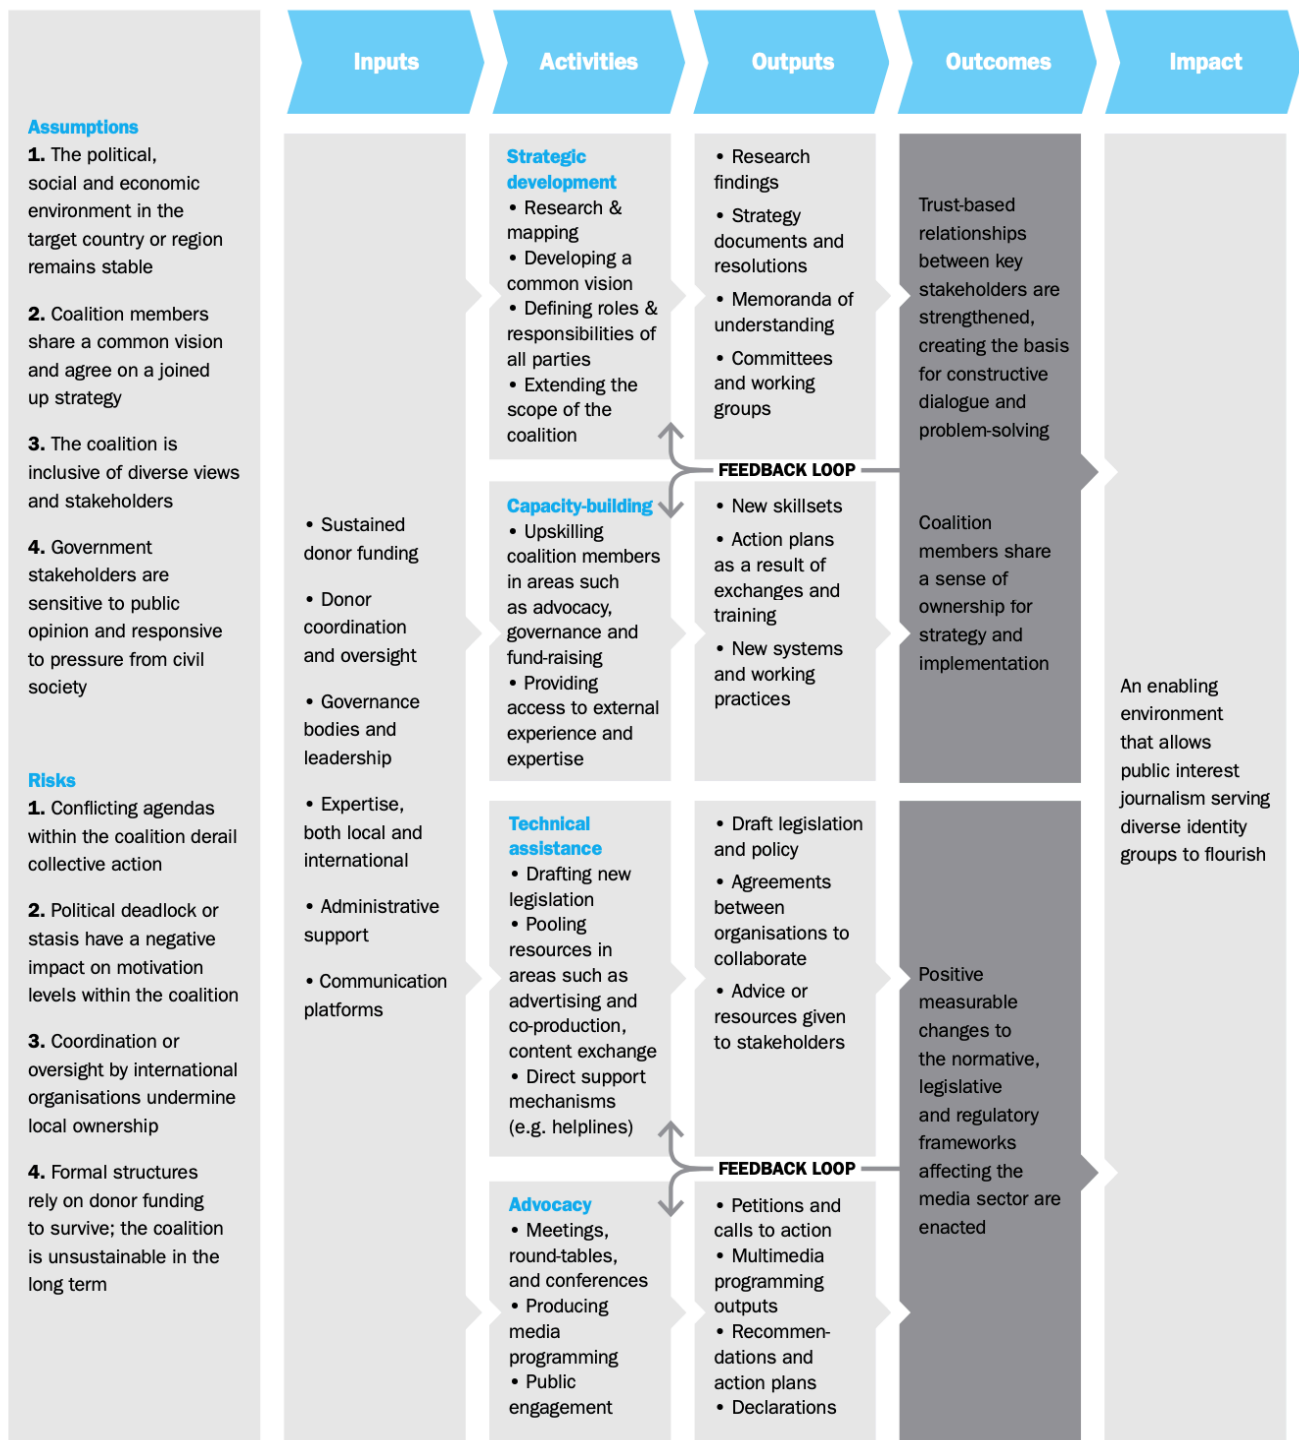 Inputs
Activities
Outputs
Outcomes
Impact
Assumptions
1. The political,
social and economic
environment in the
target country or region
remains stable
2. Coalition members
share a common vision
and agree on a joined
up strategy
3. The coalition is
inclusive of diverse views
and stakeholders
4. Government
stakeholders are
sensitive to public
opinion and responsive
to pressure from civil
society
Risks
1. Conflicting agendas
within the coalition derail
collective action
2. Political deadlock or
stasis have a negative
impact on motivation
levels within the coalition
3. Coordination or
oversight by international
organisations undermine
local ownership
4. Formal structures
rely on donor funding
to survive; the coalition
is unsustainable in the
long term
• Sustained
donor funding
• Donor
coordination
and oversight
• Governance
bodies and
leadership
• Expertise,
both local and
international
• Administrative
support
• Communication
platforms
Strategic
development
• Research &
mapping
• Developing a
common vision
• Defining roles &
responsibilities of
all parties
• Extending the
scope of the
coalition
Capacity-building
• Upskilling
coalition members
in areas such
as advocacy,
governance and
fund-raising
• Providing
access to external
experience and
expertise
Technical
assistance
• Drafting new
legislation
• Pooling
resources in
areas such as
advertising and
co-production,
content exchange
• Direct support
mechanisms
(e.g. helplines)
Advocacy
• Meetings,
round-tables,
and conferences
• Producing
media
programming
• Public
engagement
• Research
findings
• Strategy
documents and
resolutions
• Memoranda of
understanding
• Committees
and working
groups
FEEDBACK LOOP
• New skillsets
• Action plans
as a result of
exchanges and
training
• New systems
and working
practices
• Draft legislation
and policy
• Agreements
between
organisations to
collaborate
• Advice or
resources given
to stakeholders
FEEDBACK LOOP
• Petitions and
calls to action
• Multimedia
programming
outputs
• Recommen-
dations and
action plans
• Declarations
Trust-based
relationships
between key
stakeholders are
strengthened,
creating the basis
for constructive
dialogue and
problem-solving
Coalition
members share
a sense of
ownership for
strategy and
implementation
Positive
measurable
changes to
the normative,
legislative
and regulatory
frameworks
affecting the
media sector are
enacted
An enabling
environment
that allows
public interest
journalism serving
diverse identity
groups to flourish